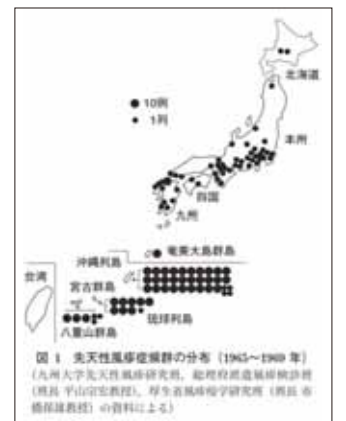 北海道
● 10例
• 1例
本州
四国
九州
奄美大島群島
沖縄列島
台湾
宮古群島
琉球列島
八重山群島
図 1 先天性風疹症候群の分布（1965～1969 年）
（九州大学先天性風疹研究班，総理府派遣風疹検診班
（班長 平山宗宏教授），厚生省風疹疫学研究班（班長
橋保雄教授）の資料による）